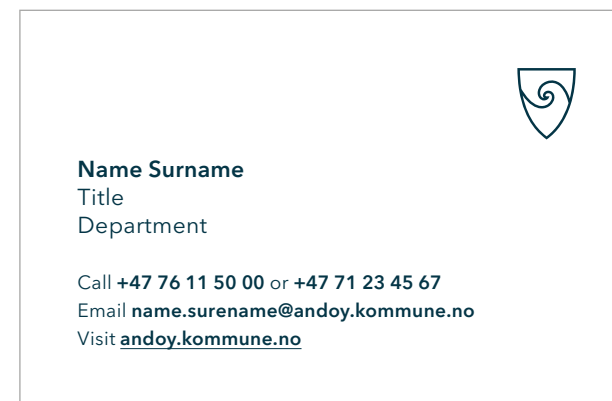 Name Surname
Title
Department
Call +47 76 11 50 00 or +47 71 23 45 67
Email name.surename@andoy.kommune.no
Visit andoy.kommune.no